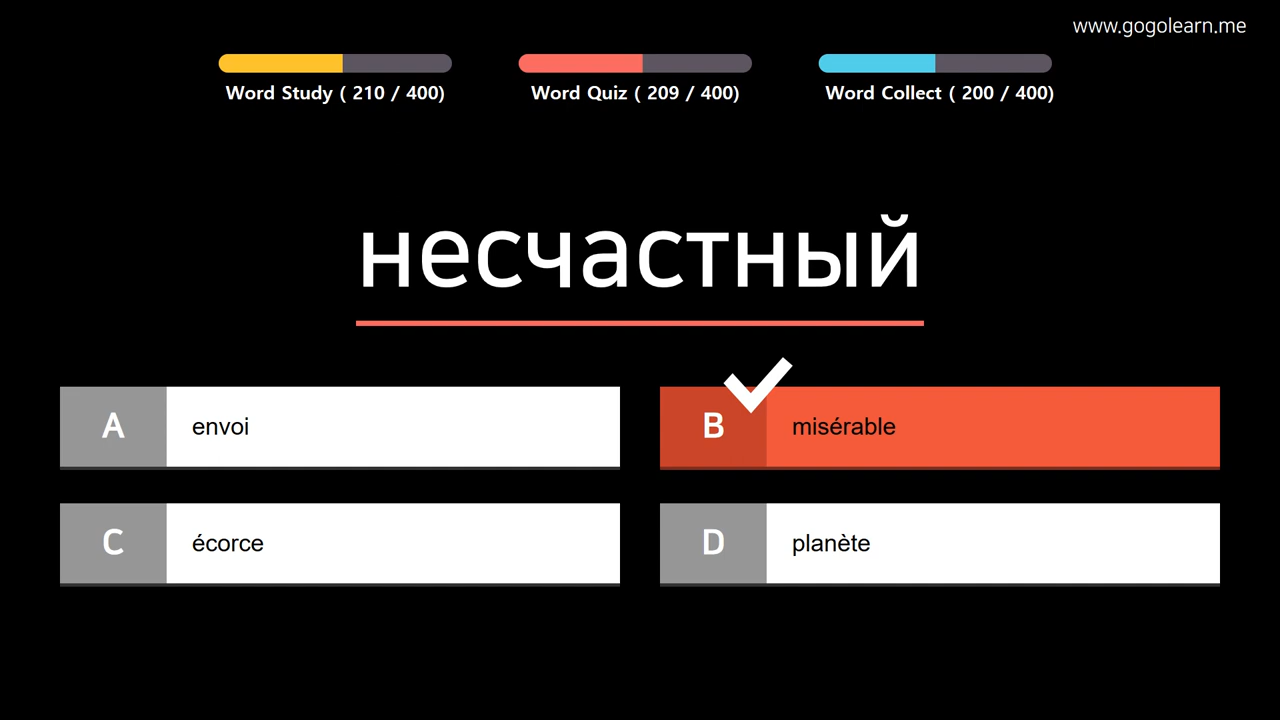 www.gogolearn.me
Word Study ( 210 / 400)
Word Quiz ( 209 / 400)
Word Collect ( 200 / 400)
несчастный
A envoi
B misérable
C écorce
D planète